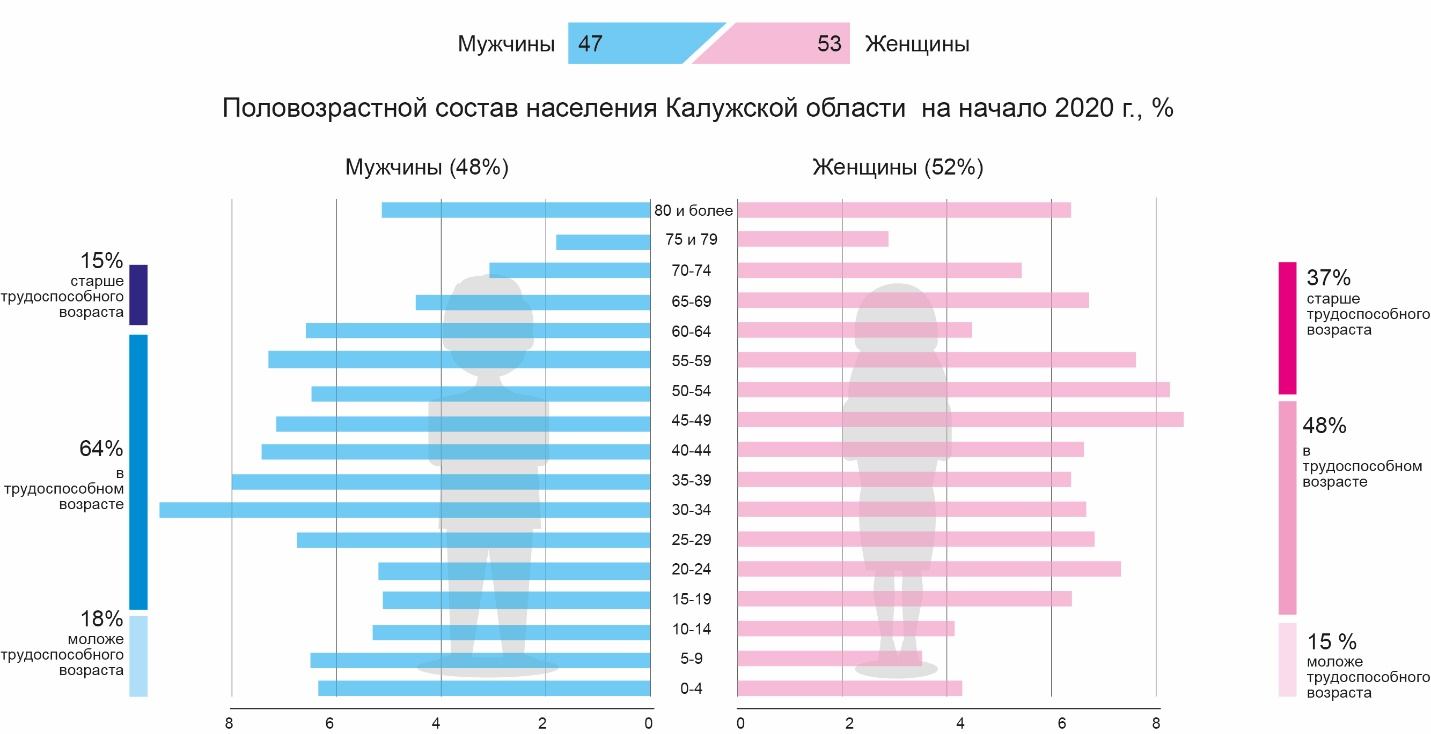 Мужчины 47 53 Женщины
Половозрастной состав населения Калужской области на начало 2020 г., %
Мужчины (48%)
Женщины (52%)
15%
старше
трудоспособного
возраста
64%
в
трудоспособном
возрасте
18%
моложе
трудоспособного
возраста
80 и более
75 и 79
70-74
65-69
60-64
55-59
50-54
45-49
40-44
35-39
30-34
25-29
20-24
15-19
10-14
5-9
0-4
8 6 4 2 0
0 2 4 6 8
37%
старше
трудоспособного
возраста
48%
в
трудоспособном
возрасте
15 %
моложе
трудоспособного
возраста